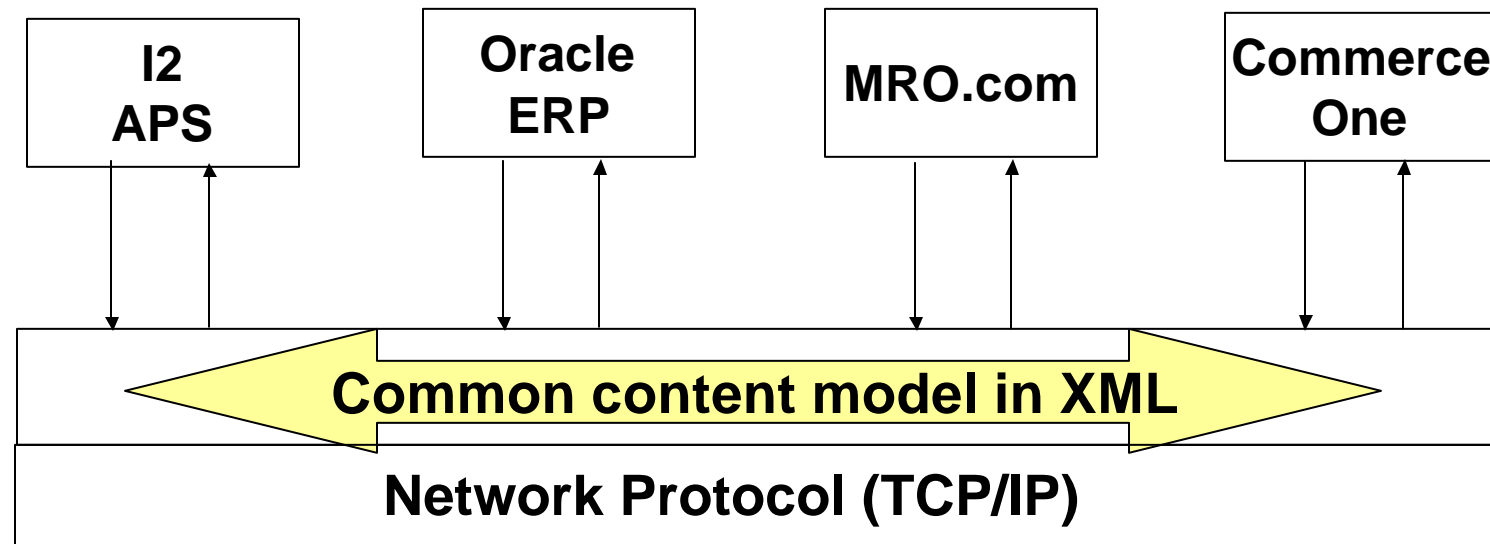 I2
APS
Oracle
ERP
MRO.com
Commerce
One
Common content model in XML
Network Protocol (TCP/IP)